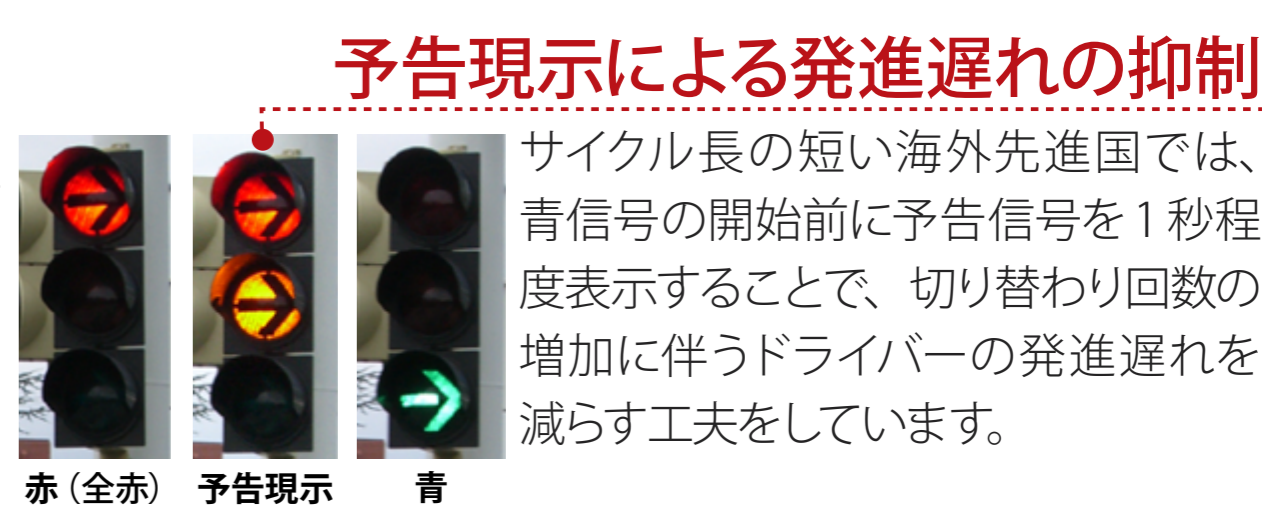 予告現示による発進遅れの抑制
サイクル長の短い海外先進国では、
青信号の開始前に予告信号を1秒程
度表示することで、切り替わり回数の
増加に伴うドライバーの発進遅れを
減らす工夫をしています。
赤（全赤） 予告現示 青